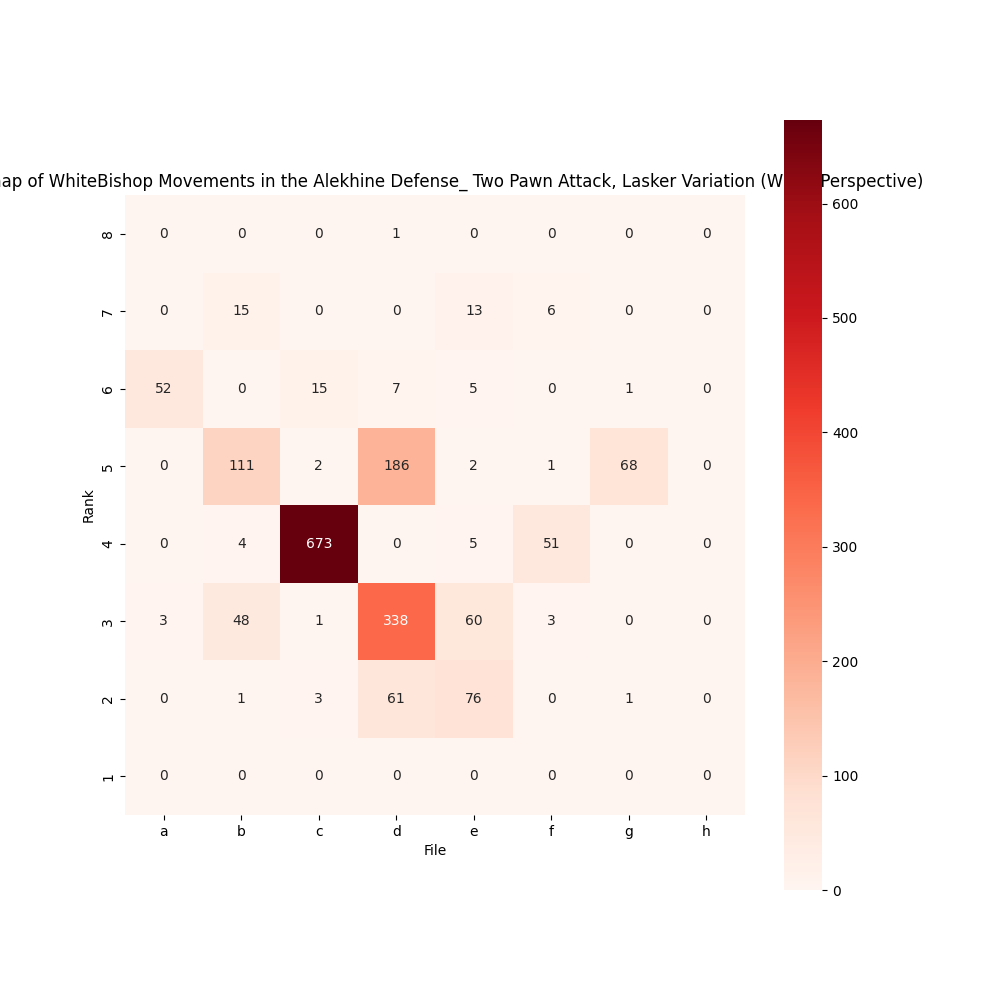 ap of WhiteBishop Movements in the Alekhine Defense_ Two Pawn Attack, Lasker Variation (W Perspective)
8 0 0 0 1 0 0 0 0
7 0 15 0 0 13 6 0 0
6 52 0 15 7 5 0 1 0
5 0 111 2 186 2 1 68 0
4 0 4 673 0 5 51 0 0
3 3 48 1 338 60 3 0 0
2 0 1 3 61 76 0 1 0
1 0 0 0 0 0 0 0 0
a b c d e f g h
File
Rank
600
500
400
300
200
100
0